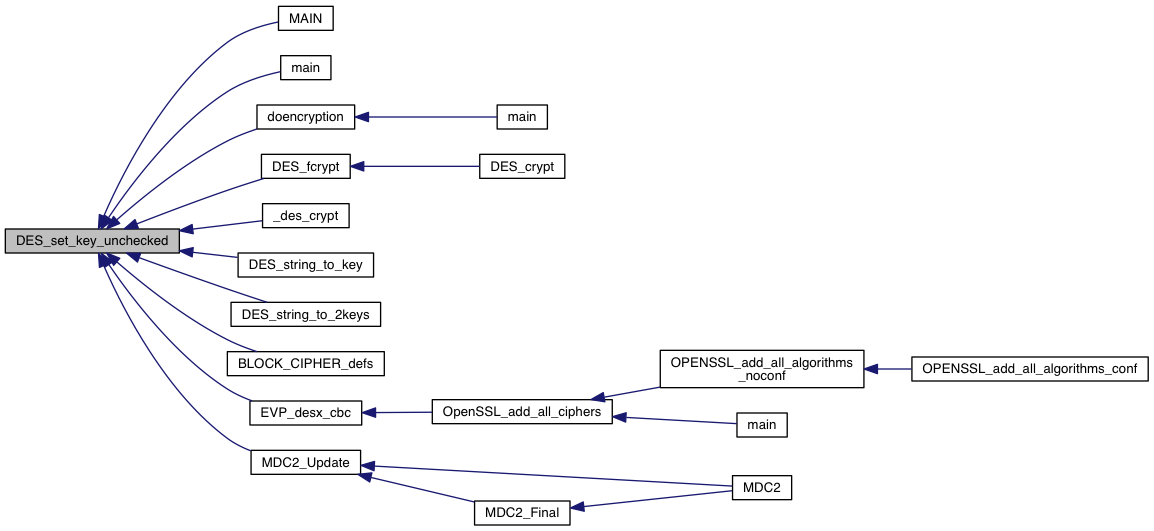 MAIN
main
doencryption
main
DES_fcrypt
DES_crypt
_des_crypt
DES_set_key_unchecked
DES_string_to_key
DES_string_to_2keys
BLOCK_CIPHER_defs
OPENSSL_add_all_algorithms
_noconf
OPENSSL_add_all_algorithms_conf
EVP_desx_cbc
OpenSSL_add_all_ciphers
main
MDC2_Update
MDC2
MDC2_Final